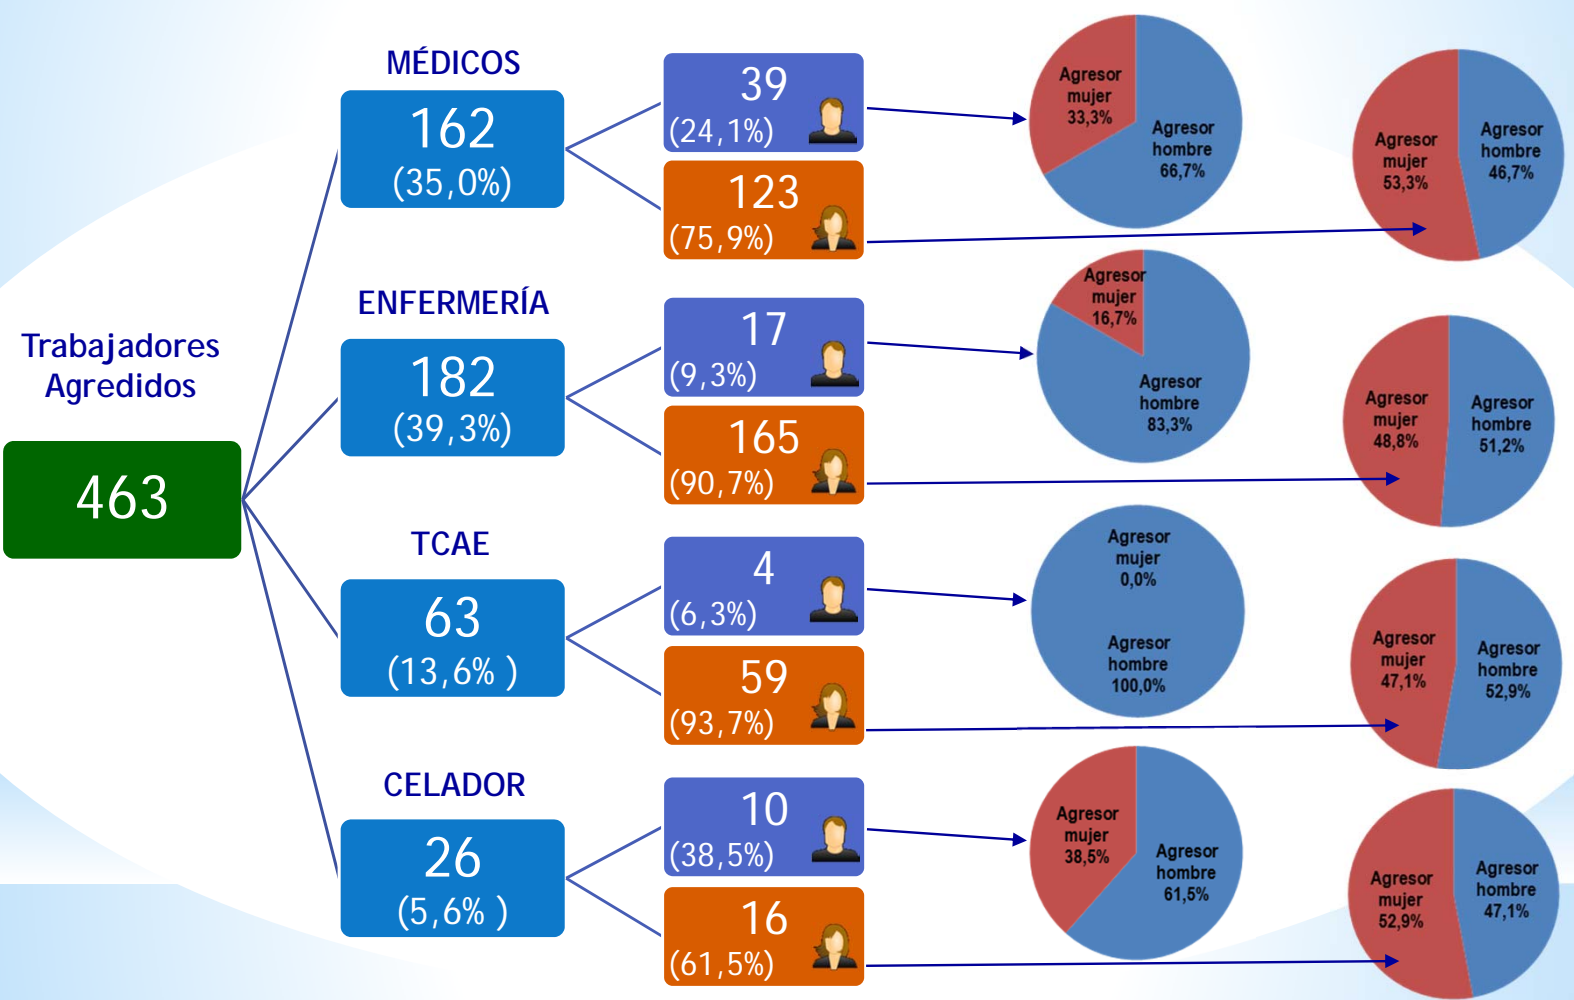 Trabajadores
Agredidos
463
MÉDICOS
162
(35,0%)
39
(24,1%)
123
(75,9%)
Agresor
mujer
33,3%
Agresor
hombre
66,7%
Agresor
mujer
53,3%
Agresor
hombre
46,7%
ENFERMERÍA
182
(39,3%)
17
(9,3%)
165
(90,7%)
Agresor
mujer
16,7%
Agresor
hombre
83,3%
Agresor
mujer
48,8%
Agresor
hombre
51,2%
TCAE
63
(13,6% )
4
(6,3%)
59
(93,7%)
Agresor
mujer
0,0%
Agresor
hombre
100,0%
Agresor
mujer
47,1%
Agresor
hombre
52,9%
CELADOR
26
(5,6% )
10
(38,5%)
16
(61,5%)
Agresor
mujer
38,5%
Agresor
hombre
61,5%
Agresor
mujer
52,9%
Agresor
hombre
47,1%